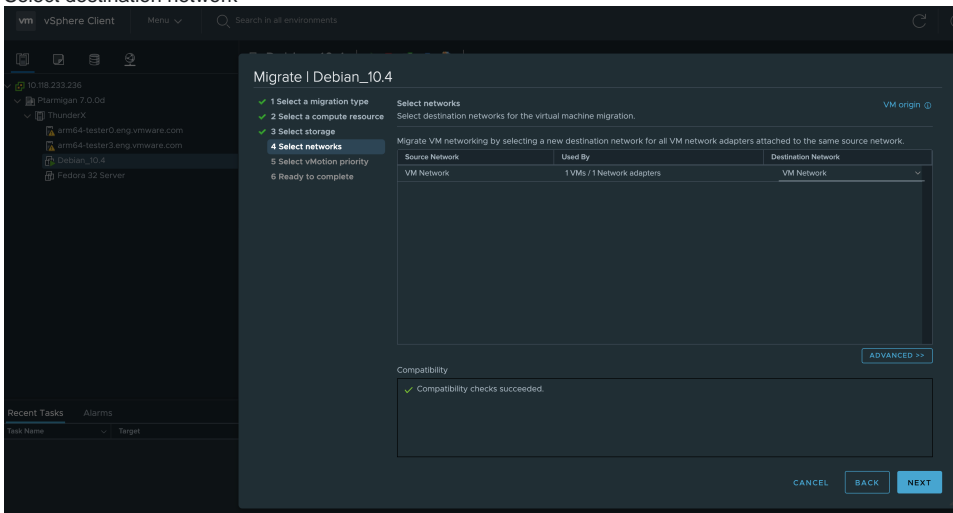 Select destination network
vm vSphere Client Menu Search in all environments
10.118.233.236
Ptarmigan 7.0.0d
ThunderX
arm64-tester0.eng.vmware.com
arm64-tester3.eng.vmware.com
Debian_10.4
Fedora 32 Server
Migrate | Debian_10.4
1 Select a migration type
2 Select a compute resource
3 Select storage
4 Select networks
5 Select vMotion priority
6 Ready to complete
Select networks
VM origin
Select destination networks for the virtual machine migration.
Migrate VM networking by selecting a new destination network for all VM network adapters attached to the same source network.
Source Network Used By Destination Network
VM Network 1 VMs / 1 Network adapters VM Network
ADVANCED >>
Compatibility
Compatibility checks succeeded.
CANCEL BACK NEXT
Recent Tasks Alarms
Task Name Target